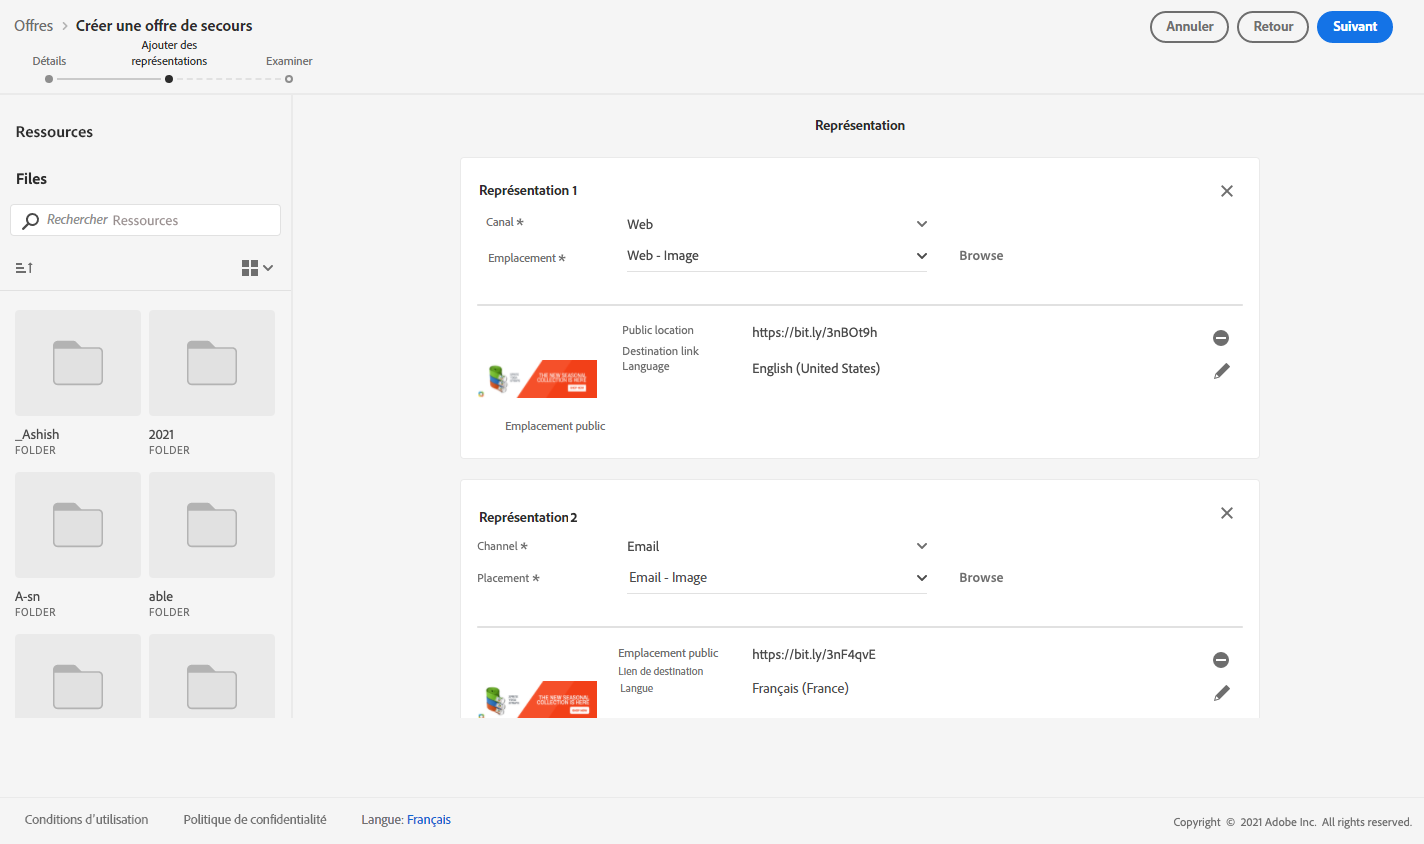 Offres > Créer une offre de secours
Annuler
Retour
Suivant
Détails
Ajouter des
représentations
Examiner
Ressources
Files
Rechercher Ressources
_Ashish
FOLDER
2021
FOLDER
A-sn
FOLDER
able
FOLDER
Représentation
Représentation 1
Canal *
Web
Emplacement *
Web - Image
Browse
Public location
https://bit.ly/3nBOt9h
Destination link
Language
English (United States)
THE NEW SEASONAL
COLLECTION IS HERE
Emplacement public
Représentation 2
Channel *
Email
Placement *
Email - Image
Browse
Emplacement public
https://bit.ly/3nF4qvE
Lien de destination
Langue
Français (France)
THE NEW SEASONAL
COLLECTION IS HERE
Conditions d'utilisation
Politique de confidentialité
Langue: Français
Copyright © 2021 Adobe Inc. All rights reserved.